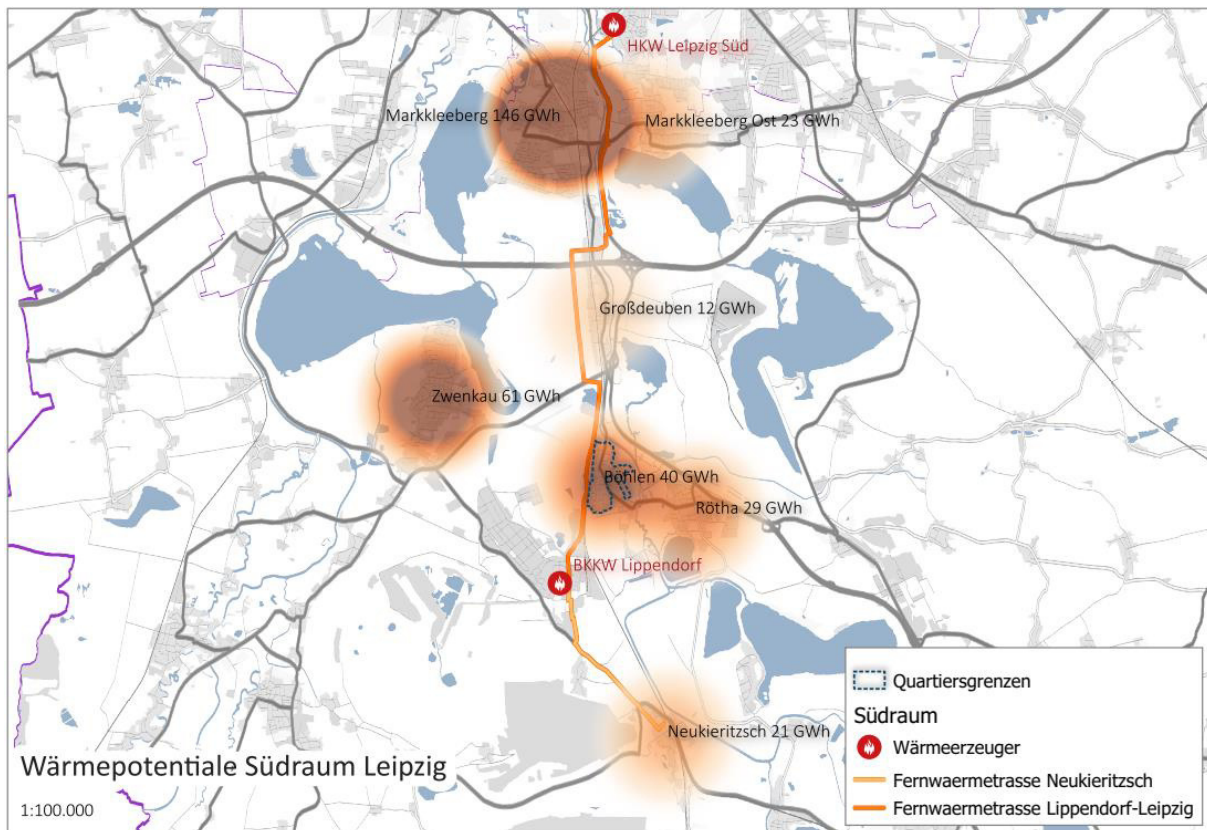 HKW Leipzig Süd
Markkleeberg 146 GWh
Markkleeberg Ost 23 GWh
Großdeuben 12 GWh
Zwenkau 61 GWh
Böhlen 40 GWh
Rötha 29 GWh
BKKW Lippendorf
Neukieritzsch 21 GWh
Wärmepotentiale Südraum Leipzig
1:100.000
Quartiersgrenzen
Südraum
Wärmeerzeuger
Fernwaermetrasse Neukieritzsch
Fernwaermetrasse Lippendorf-Leipzig